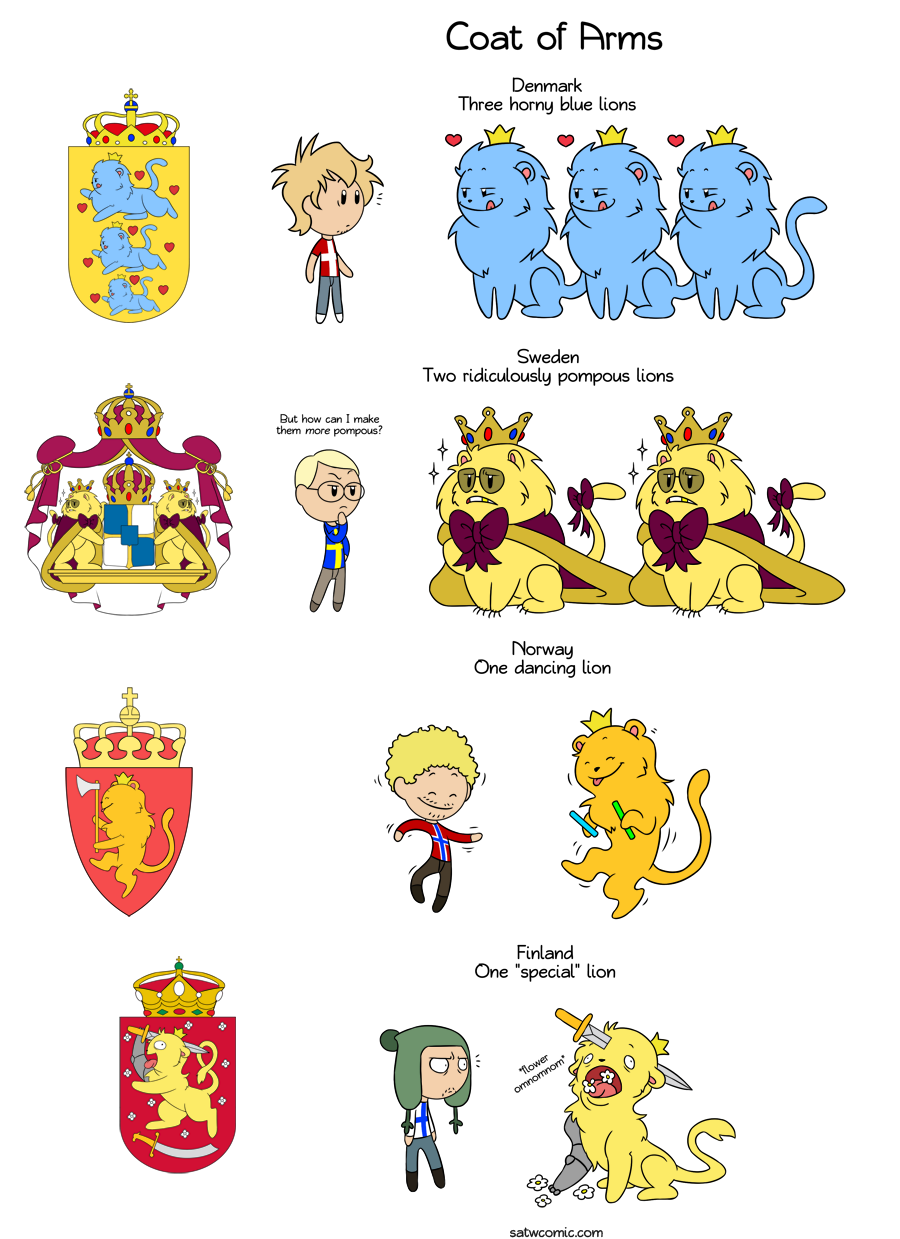 Coat of Arms
Denmark
Three horny blue lions
Sweden
Two ridiculously pompous lions
But how can I make
them more pompous?
Norway
One dancing lion
Finland
One "special" lion
*flower
omnomnom*
satwcomic.com